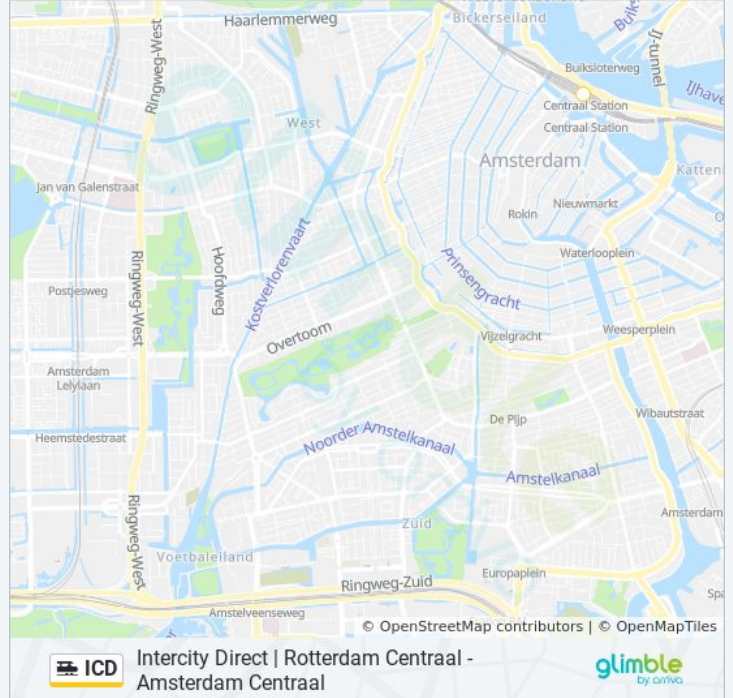 Haarlemmerweg
Bickerseiland
Buiks
IJ-tunnel
Ringweg-West
Buiksloterweg
IJhave
Centraal Station
Centraal Station
West
Amsterdam
Katten
Jan van Galenstraat
Nieuwmarkt
Rokin
O
Kostverlorenvaart
Waterlooplein
Hoofdweg
Prinsengracht
Ringweg-West
Postjesweg
Overtoom
Vijzelgracht
Weesperplein
Amsterdam
Lelylaan
De Pijp
Wibautstraat
Heemstedestraat
Noorder Amstelkanaal
Amstelkanaal
Ringweg-West
Amsterdam
Zuid
Voetbaleiland
Europaplein
Ringweg-Zuid
Spa
Amstelveenseweg
© OpenStreetMap contributors | © OpenMapTiles
ICD
Intercity Direct | Rotterdam Centraal -
Amsterdam Centraal
glimble
by arriva